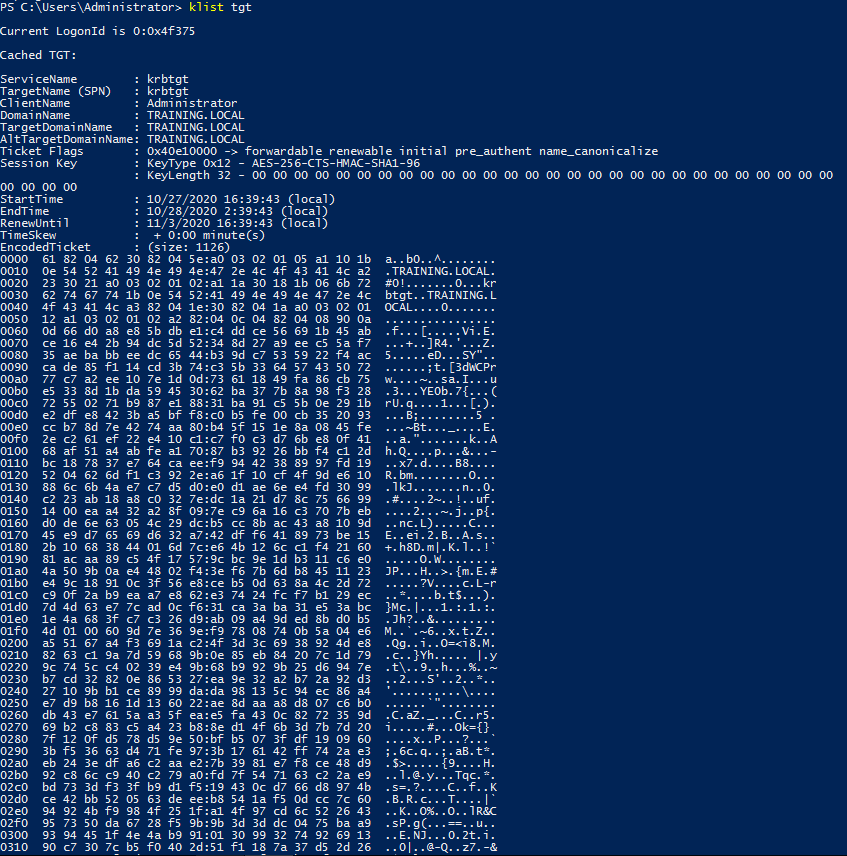 PS C:\Users\Administrator> klist tgt
Current LogonId is 0:0x4f375
Cached TGT:
ServiceName        : krbtgt
TargetName (SPN)   : krbtgt
ClientName         : Administrator
DomainName         : TRAINING.LOCAL
TargetDomainName   : TRAINING.LOCAL
AltTargetDomainName: TRAINING.LOCAL
Ticket Flags       : 0x40e10000 -> forwardable renewable initial pre_authent name_canonicalize
Session Key        : KeyType 0x12 - AES-256-CTS-HMAC-SHA1-96
                   : KeyLength 32 - 00 00 00 00 00 00 00 00 00 00 00 00 00 00 00 00 00 00 00 00 00 00 00 00 00 00 00 00
00 00 00 00
StartTime          : 10/27/2020 16:39:43 (local)
EndTime            : 10/28/2020 2:39:43 (local)
RenewUntil         : 11/3/2020 16:39:43 (local)
TimeSkew           :  + 0:00 minute(s)
EncodedTicket      : (size: 1126)
0000  61 82 04 62 30 82 04 5e:a0 03 02 01 05 a1 10 1b  a..b0..^........
0010  0e 54 52 41 49 4e 49 4e:47 2e 4c 4f 43 41 4c a2  .TRAINING.LOCAL.
0020  23 30 21 a0 03 02 01 02:a1 1a 30 18 1b 06 6b 72  #0!.......0...kr
0030  62 74 67 74 1b 0e 54 52:41 49 4e 49 4e 47 2e 4c  btgt..TRAINING.L
0040  4f 43 41 4c a3 82 04 1e:30 82 04 1a a0 03 02 01  OCAL....0.......
0050  12 a1 03 02 01 02 a2 82:04 0c 04 82 04 08 90 0a  ................
0060  0d 66 d0 a8 e8 5b db e1:c4 dd ce 56 69 1b 45 ab  .f...[.....Vi.E.
0070  ce 16 e4 2b 94 dc 5d 52:34 8d 27 a9 ee c5 5a f7  ...+..]R4.'...Z.
0080  35 ae ba bb ee dc 65 44:b3 9d c7 53 59 22 f4 ac  5.....eD...SY"..
0090  ca de 85 f1 14 cd 3b 74:c3 5b 33 64 57 43 50 72  ......;t.[3dWCPr
00a0  77 c7 a2 ee 10 7e 1d 0d:73 61 18 49 fa 86 cb 75  w....~..sa.I...u
00b0  e5 33 8d 1b da 59 45 30:62 ba 37 7b 8a 98 f3 28  .3...YE0b.7{...(
00c0  72 55 02 71 b9 87 e1 88:31 ba 91 c5 5b 0e 29 1b  rU.q....1...[.).
00d0  e2 df e8 42 3b a5 bf f8:c0 b5 fe 00 cb 35 20 93  ...B;........5 .
00e0  cc b7 8d 7e 42 74 aa 80:b4 5f 15 1e 8a 08 45 fe  ...~Bt..._....E.
00f0  2e c2 61 ef 22 e4 10 c1:c7 f0 c3 d7 6b e8 0f 41  ..a.".......k..A
0100  68 af 51 a4 ab fe a1 70:87 b3 92 26 bb f4 c1 2d  h.Q....p...&...-
0110  bc 18 78 37 e7 64 ca ee:f9 94 42 38 89 97 fd 19  ..x7.d....B8....
0120  52 04 62 6d f1 c3 92 2e:a6 1f 10 cf 4f 9d e6 10  R.bm........O...
0130  88 6c 6b 4a e7 c7 d5 d0:e0 d1 ae 6e e4 fd 30 99  .lkJ.......n..0.
0140  c2 23 ab 18 a8 c0 32 7e:dc 1a 21 d7 8c 75 66 99  .#....2~..!..uf.
0150  14 00 ea a4 32 a2 8f 09:7e c9 6a 16 c3 70 7b eb  ....2...~.j..p{.
0160  d0 de 6e 63 05 4c 29 dc:b5 cc 8b ac 43 a8 10 9d  ..nc.L).....C...
0170  45 e9 d7 65 69 d6 32 a7:42 df f6 41 89 73 be 15  E..ei.2.B..A.s..
0180  2b 10 68 38 44 01 6d 7c:e6 4b 12 6c c1 f4 21 60  +.h8D.m|.K.l..!`
0190  81 ac aa 89 c5 4f 17 57:9c bc 9e 1d b3 11 c6 e0  .....O.W........
01a0  4a 50 9b 0a e4 48 02 f4:3e f6 7b 6d b8 45 11 23  JP...H..>.{m.E.#
01b0  e4 9c 18 91 0c 3f 56 e8:ce b5 0d 63 8a 4c 2d 72  .....?V....c.L-r
01c0  c9 0f 2a b9 ea a7 e8 62:e3 74 24 fc f7 b1 29 ec  ..*....b.t$...).
01d0  7d 4d 63 e7 7c ad 0c f6:31 ca 3a ba 31 e5 3a bc  }Mc.|...1.:.1.:.
01e0  1e 4a 68 3f c7 c3 26 d9:ab 09 a4 9d ed 8b d0 b5  .Jh?..&.........
01f0  4d 01 00 60 9d 7e 36 9e:f9 78 08 74 0b 5a 04 e6  M..`.~6..x.t.Z..
0200  a5 51 67 a4 f3 69 1a c2:4f 3d 3c 69 38 92 4d e8  .Qg..i..O=<i8.M.
0210  82 63 c1 9a 7d 59 68 9b:0e 85 eb 84 20 7c 1d 79  .c..}Yh..... |.y
0220  9c 74 5c c4 02 39 e4 9b:68 b9 92 9b 25 d6 94 7e  .t\..9..h...%..~
0230  b7 cd 32 82 0e 86 53 27:ea 9e 32 a2 b7 2a 92 d3  ..2...S'..2..*..
0240  27 10 9b b1 ce 89 99 da:da 98 13 5c 94 ec 86 a4  '..........\....
0250  e7 d9 b8 16 1d 13 60 22:ae 8d aa a8 d8 07 c6 b0  ......`"........
0260  db 43 e7 61 5a a3 5f ea:e5 fa 43 0c 82 72 35 9d  .C.aZ._...C..r5.
0270  69 b2 c8 83 c5 a4 23 b8:8e d1 4f 6b 3d 7b 7d 20  i.....#...Ok={}
0280  7f 12 0f d5 78 d5 9e 50:bf b5 07 3f df 19 09 60  ....x..P...?...`
0290  3b f5 36 63 d4 71 fe 97:3b 17 61 42 ff 74 2a e3  ;.6c.q..;.aB.t*.
02a0  eb 24 3e df a6 c2 aa e2:7b 39 81 e7 f8 ce 48 d9  .$>.....{9....H.
02b0  92 c8 6c c9 40 c2 79 a0:fd 7f 54 71 63 c2 2a e9  ..l.@.y...Tqc.*.
02c0  bd 73 3d f3 3f b9 d1 f5:19 43 0c d7 66 d8 97 4b  .s=.?....C..f..K
02d0  ce 42 bb 52 05 63 de ee:b8 54 1a f5 0d cc 7c 60  .B.R.c...T....|`
02e0  94 92 4b f9 98 4f 25 1f:a1 4f 97 cd 6c 52 26 43  ..K..O%..O..lR&C
02f0  95 73 50 da 67 28 f5 9b:9b 3d 3d dc 04 75 ba a9  .sP.g(...==..u..
0300  93 94 45 1f 4e 4a b9 91:01 30 99 32 74 92 69 13  ..E.NJ...0.2t.i.
0310  90 c7 30 7c b5 f0 40 2d:51 f1 18 7a 37 d5 2d 26  ..0|..@-Q..z7.-&